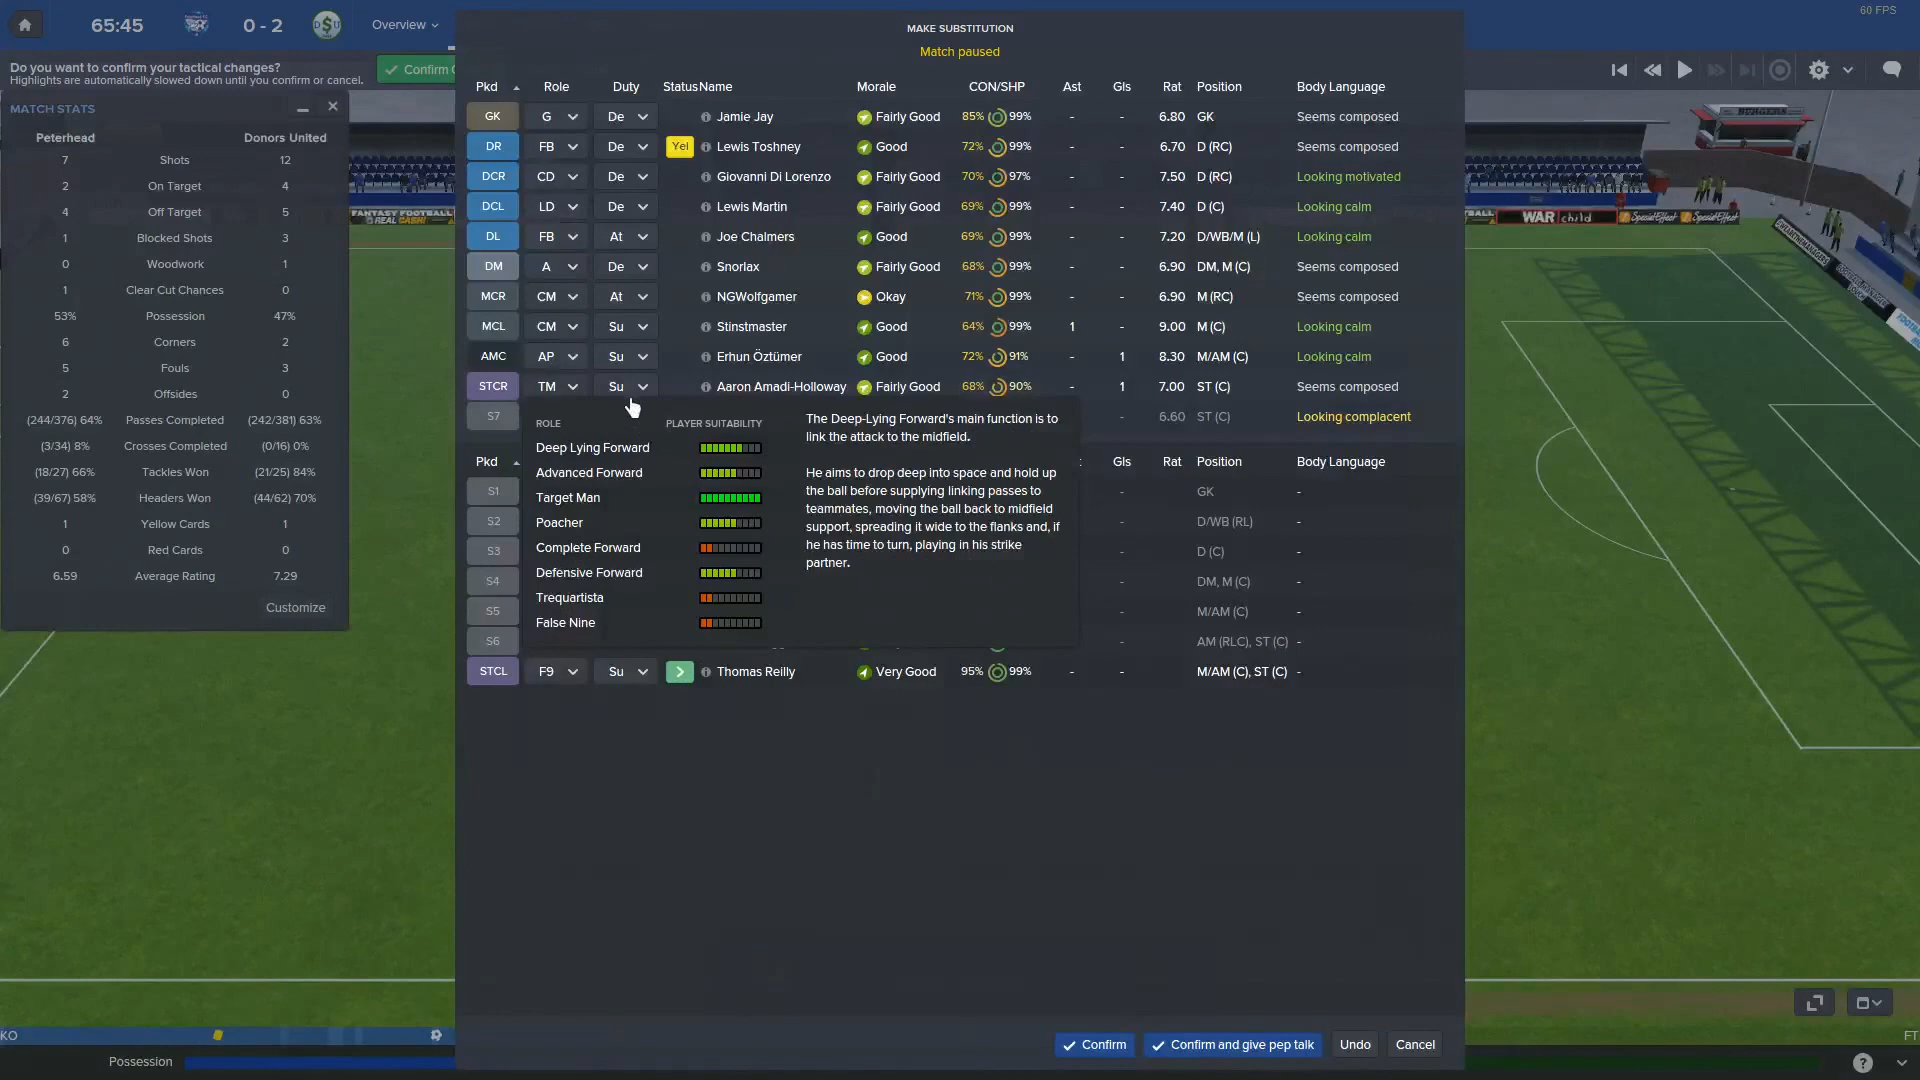 60 FPS
65:45
0 - 2
Overview
Do you want to confirm your tactical changes?
Highlights are automatically slowed down until you confirm or cancel.
Confirm
MATCH STATS
Peterhead Donors United
7 Shots 12
2 On Target 4
4 Off Target 5
1 Blocked Shots 3
0 Woodwork 1
1 Clear Cut Chances 0
53% Possession 47%
6 Corners 2
5 Fouls 3
2 Offsides 0
(244/376) 64% Passes Completed (242/381) 63%
(3/34) 8% Crosses Completed (0/16) 0%
(18/27) 66% Tackles Won (21/25) 84%
(39/67) 58% Headers Won (44/62) 70%
1 Yellow Cards 1
0 Red Cards 0
6.59 Average Rating 7.29
Customize
MAKE SUBSTITUTION
Match paused
Pkd Role Duty Status Name Morale CON/SHP Ast Gls Rat Position Body Language
GK G De Jamie Jay Fairly Good 85% 99% - - 6.80 GK Seems composed
DR FB De Yel Lewis Toshney Good 72% 99% - - 6.70 D (RC) Seems composed
DCR CD De Giovanni Di Lorenzo Fairly Good 70% 97% - - 7.50 D (RC) Looking motivated
DCL LD De Lewis Martin Fairly Good 69% 99% - - 7.40 D (C) Looking calm
DL FB At Joe Chalmers Good 69% 99% - - 7.20 D/WB/M (L) Looking calm
DM A De Snorlax Fairly Good 68% 99% - - 6.90 DM, M (C) Seems composed
MCR CM At NGWolfgamer Okay 71% 99% - - 6.90 M (RC) Seems composed
MCL CM Su Stinstmaster Good 64% 99% 1 - 9.00 M (C) Looking calm
AMC AP Su Erhun Öztümer Good 72% 91% - 1 8.30 M/AM (C) Looking calm
STCR TM Su Aaron Amadi-Holloway Fairly Good 68% 90% - 1 7.00 ST (C) Seems composed
S7 - 6.60 ST (C) Looking complacent
ROLE PLAYER SUITABILITY
Deep Lying Forward
Advanced Forward
Target Man
Poacher
Complete Forward
Defensive Forward
Trequartista
False Nine
The Deep-Lying Forward's main function is to
link the attack to the midfield.
He aims to drop deep into space and hold up
the ball before supplying linking passes to
teammates, moving the ball back to midfield
support, spreading it wide to the flanks and, if
he has time to turn, playing in his strike
partner.
Pkd Gls Rat Position Body Language
S1 - GK -
S2 - D/WB (RL) -
S3 - D (C) -
S4 - DM, M (C) -
S5 - M/AM (C) -
S6 - AM (RLC), ST (C) -
STCL F9 Su Thomas Reilly Very Good 95% 99% - - M/AM (C), ST (C) -
Confirm
Confirm and give pep talk
Undo
Cancel
KO
FT
Possession
FANTASY FOOTBALL
REAL CASH!
WAR child
SpecialEffect
SpecialEffect